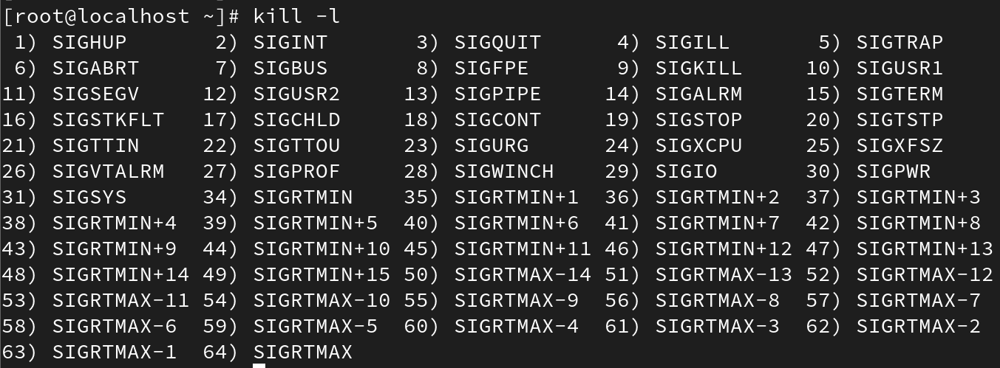 [root@localhost ~]# kill -l
 1) SIGHUP       2) SIGINT       3) SIGQUIT      4) SIGILL       5) SIGTRAP
 6) SIGABRT      7) SIGBUS       8) SIGFPE       9) SIGKILL     10) SIGUSR1
11) SIGSEGV     12) SIGUSR2     13) SIGPIPE     14) SIGALRM     15) SIGTERM
16) SIGSTKFLT   17) SIGCHLD     18) SIGCONT     19) SIGSTOP     20) SIGTSTP
21) SIGTTIN     22) SIGTTOU     23) SIGURG      24) SIGXCPU     25) SIGXFSZ
26) SIGVTALRM   27) SIGPROF     28) SIGWINCH    29) SIGIO       30) SIGPWR
31) SIGSYS      34) SIGRTMIN    35) SIGRTMIN+1  36) SIGRTMIN+2  37) SIGRTMIN+3
38) SIGRTMIN+4  39) SIGRTMIN+5  40) SIGRTMIN+6  41) SIGRTMIN+7  42) SIGRTMIN+8
43) SIGRTMIN+9  44) SIGRTMIN+10 45) SIGRTMIN+11 46) SIGRTMIN+12 47) SIGRTMIN+13
48) SIGRTMIN+14 49) SIGRTMIN+15 50) SIGRTMAX-14 51) SIGRTMAX-13 52) SIGRTMAX-12
53) SIGRTMAX-11 54) SIGRTMAX-10 55) SIGRTMAX-9  56) SIGRTMAX-8  57) SIGRTMAX-7
58) SIGRTMAX-6  59) SIGRTMAX-5  60) SIGRTMAX-4  61) SIGRTMAX-3  62) SIGRTMAX-2
63) SIGRTMAX-1  64) SIGRTMAX